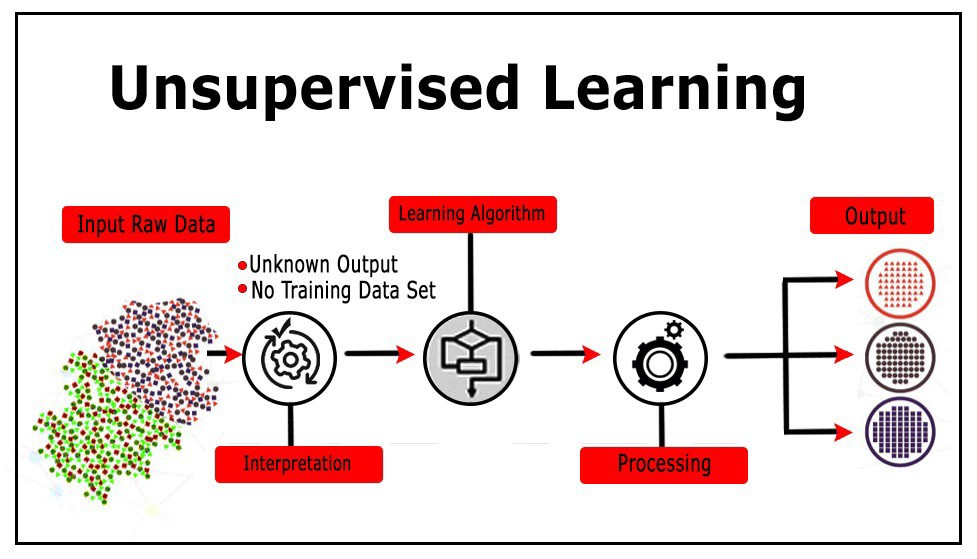 Unsupervised Learning
Input Raw Data
Learning Algorithm
Output
Unknown Output
No Training Data Set
Interpretation
Processing